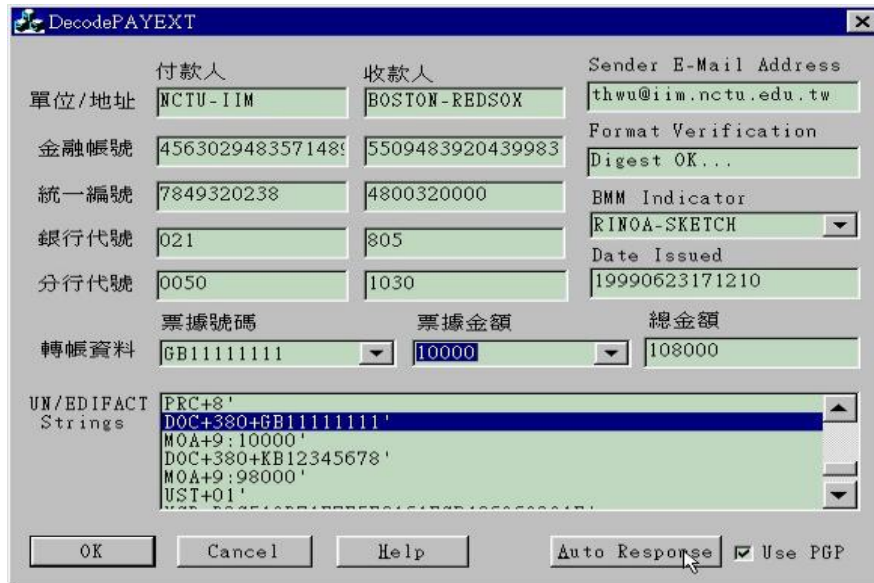 DecodePAYEXT
付款人 收款人 Sender E-Mail Address
單位/地址 NCTU-IIM BOSTON-REDSOX thwu@iim.nctu.edu.tw
Format Verification
金融帳號 4563029483571489 5509483920439983 Digest OK...
統一編號 7849320238 4800320000 BMM Indicator
銀行代號 021 805 RINOA-SKETCH
Date Issued
分行代號 0050 1030 19990623171210
票據號碼 票據金額 總金額
轉帳資料 GB11111111 10000 108000
UN/EDIFACT Strings
PRC+8'
DOC+380+GB11111111'
MOA+9:10000'
DOC+380+KB12345678'
MOA+9:98000'
UST+01'
OK Cancel Help Auto Response Use PGP